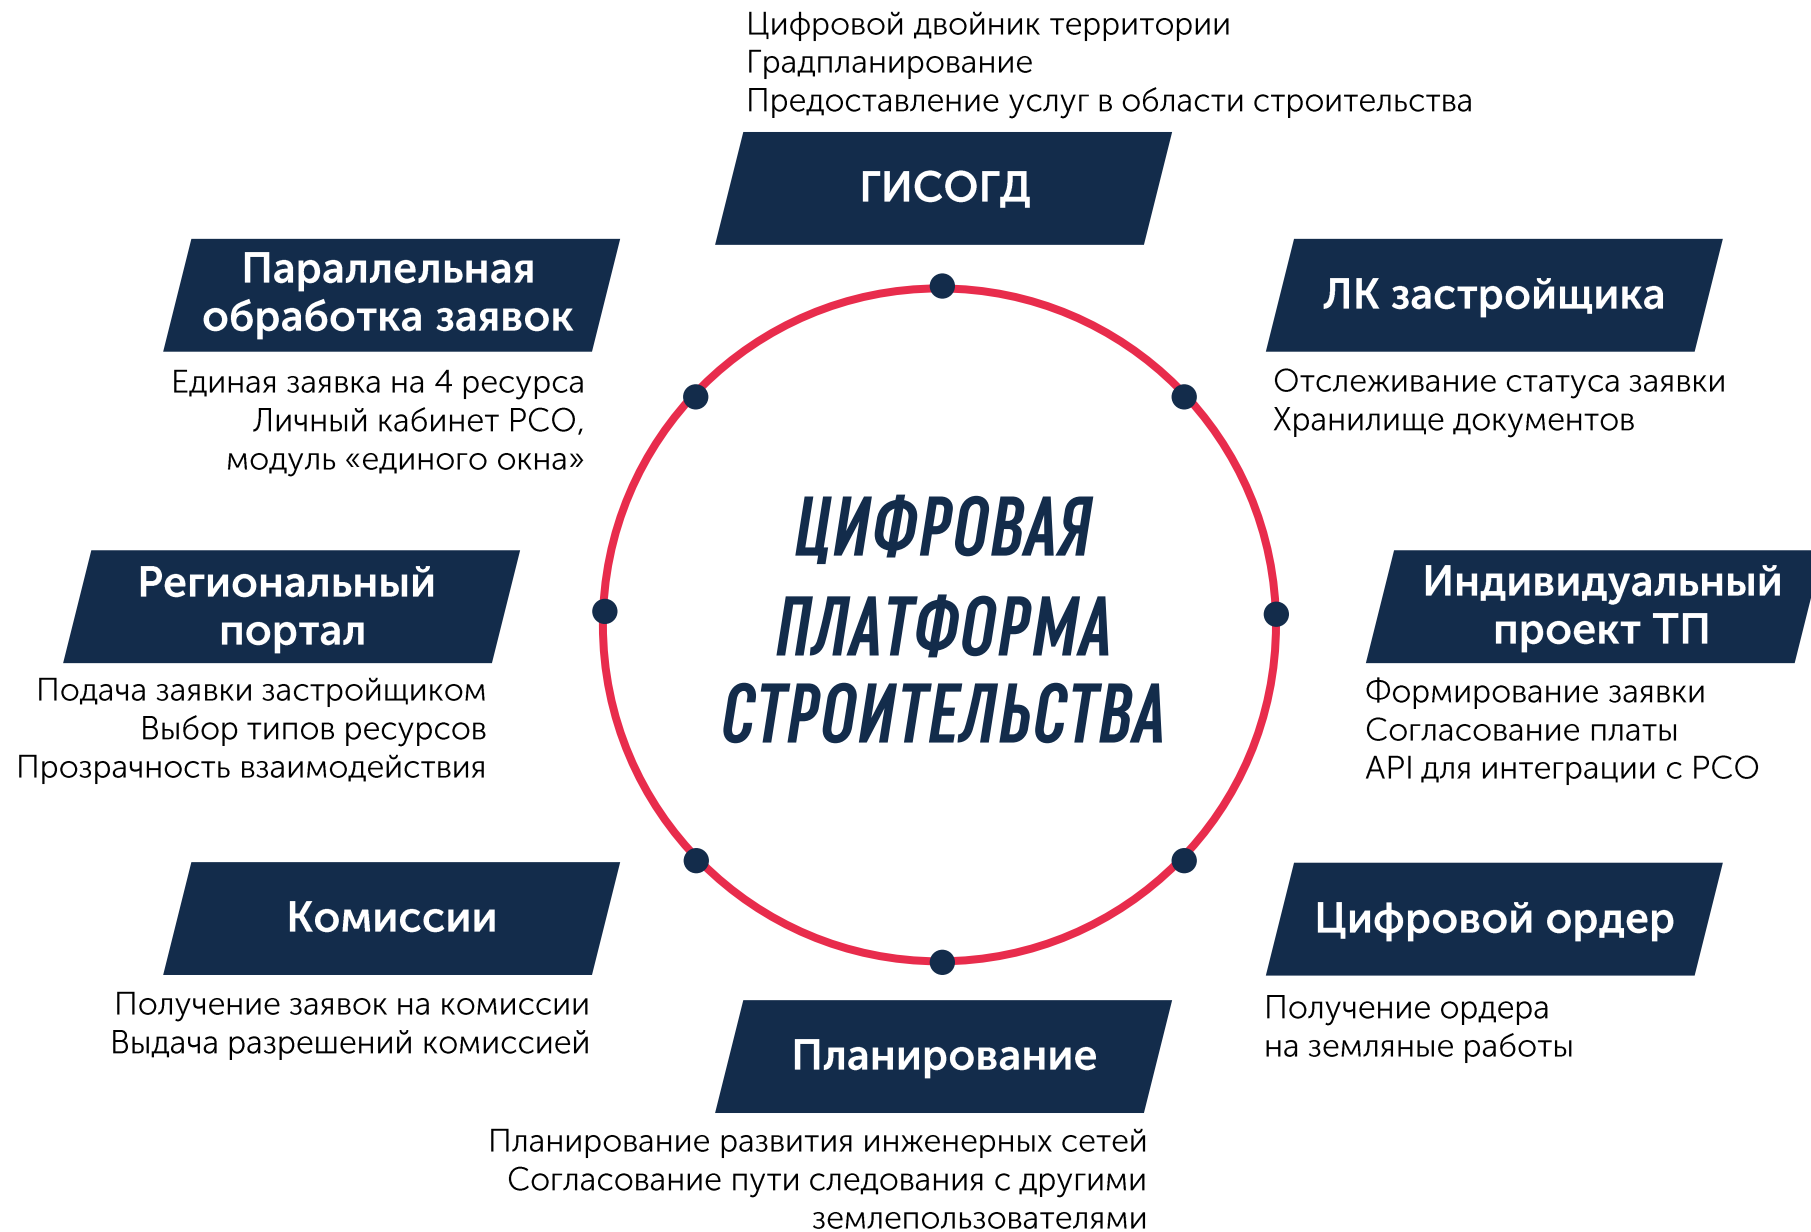 Цифровой двойник территории
Градпланирование
Предоставление услуг в области строительства
ГИСОГД
Параллельная
обработка заявок
Единая заявка на 4 ресурса
Личный кабинет РСО,
модуль «единого окна»
ЛК застройщика
Отслеживание статуса заявки
Хранилище документов
ЦИФРОВАЯ
ПЛАТФОРМА
СТРОИТЕЛЬСТВА
Региональный
портал
Подача заявки застройщиком
Выбор типов ресурсов
Прозрачность взаимодействия
Индивидуальный
проект ТП
Формирование заявки
Согласование платы
API для интеграции с РСО
Комиссии
Получение заявок на комиссии
Выдача разрешений комиссией
Цифровой ордер
Получение ордера
на земляные работы
Планирование
Планирование развития инженерных сетей
Согласование пути следования с другими
землепользователями